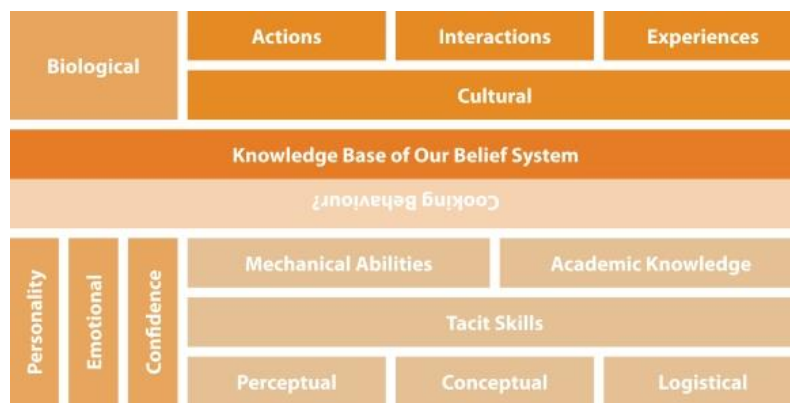 Biological
Actions
Interactions
Experiences
Cultural
Knowledge Base of Our Belief System
Cooking Behaviour?
Personality
Emotional
Confidence
Mechanical Abilities
Academic Knowledge
Tacit Skills
Perceptual
Conceptual
Logistical